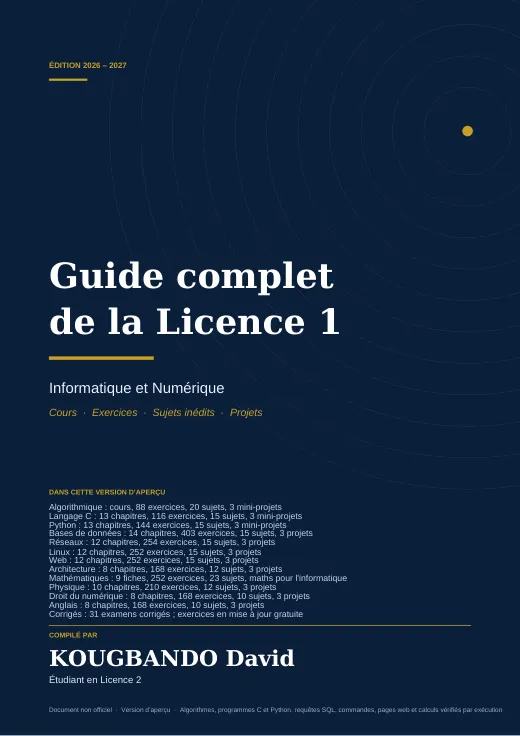 ÉDITION 2026 – 2027
Guide complet
de la Licence 1
Informatique et Numérique
Cours · Exercices · Sujets inédits · Projets
DANS CETTE VERSION D'APERÇU
Algorithmique : cours, 88 exercices, 20 sujets, 3 mini-projets
Langage C : 13 chapitres, 116 exercices, 15 sujets, 3 mini-projets
Python : 13 chapitres, 144 exercices, 15 sujets, 3 mini-projets
Bases de données : 14 chapitres, 403 exercices, 15 sujets, 3 projets
Réseaux : 12 chapitres, 254 exercices, 15 sujets, 3 projets
Linux : 12 chapitres, 252 exercices, 15 sujets, 3 projets
Web : 12 chapitres, 252 exercices, 15 sujets, 3 projets
Architecture : 8 chapitres, 168 exercices, 12 sujets, 3 projets
Mathématiques : 9 fiches, 252 exercices, 23 sujets, maths pour l'informatique
Physique : 10 chapitres, 210 exercices, 12 sujets, 3 projets
Droit du numérique : 8 chapitres, 168 exercices, 10 sujets, 3 projets
Anglais : 8 chapitres, 168 exercices, 10 sujets, 3 projets
Corrigés : 31 examens corrigés ; exercices en mise à jour gratuite
COMPILÉ PAR
KOUGBANDO David
Étudiant en Licence 2
Document non officiel · Version d'aperçu · Algorithmes, programmes C et Python, requêtes SQL, commandes, pages web et calculs vérifiés par exécution